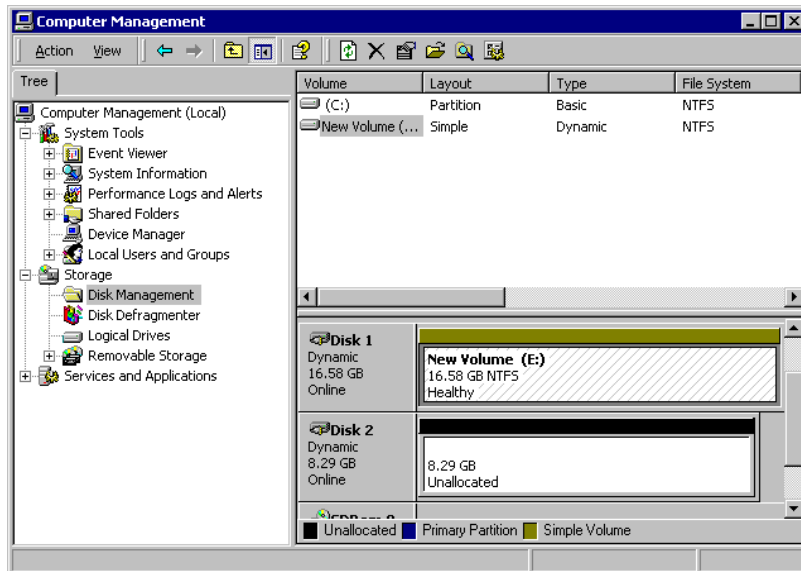 Computer Management
Action View
Tree
Computer Management (Local)
System Tools
Event Viewer
System Information
Performance Logs and Alerts
Shared Folders
Device Manager
Local Users and Groups
Storage
Disk Management
Disk Defragmenter
Logical Drives
Removable Storage
Services and Applications
Volume Layout Type File System
(C:) Partition Basic NTFS
New Volume (... Simple Dynamic NTFS
Disk 1
Dynamic
16.58 GB
Online
New Volume (E:)
16.58 GB NTFS
Healthy
Disk 2
Dynamic
8.29 GB
Online
8.29 GB
Unallocated
Unallocated Primary Partition Simple Volume